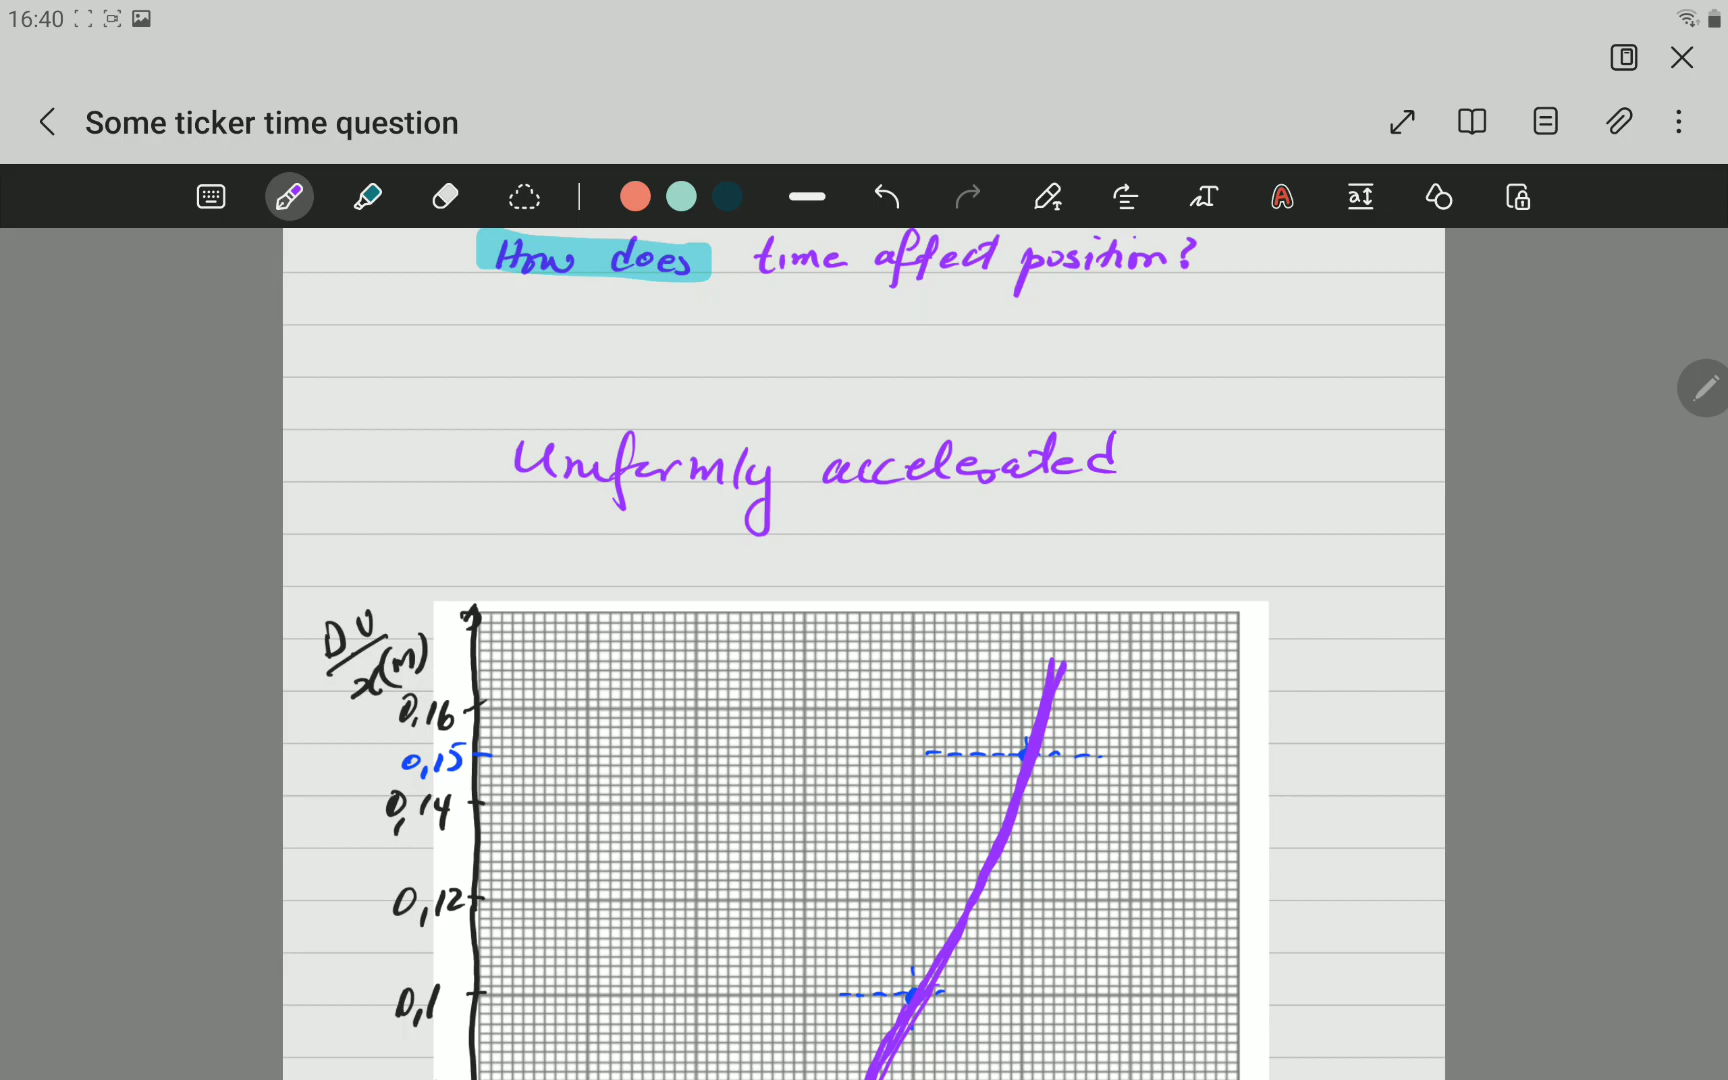 16:40
Some ticker time question
How does time affect position?
Uniformly accelerated
DV
x(m)
0,16
0,15
0,14
0,12
0,1